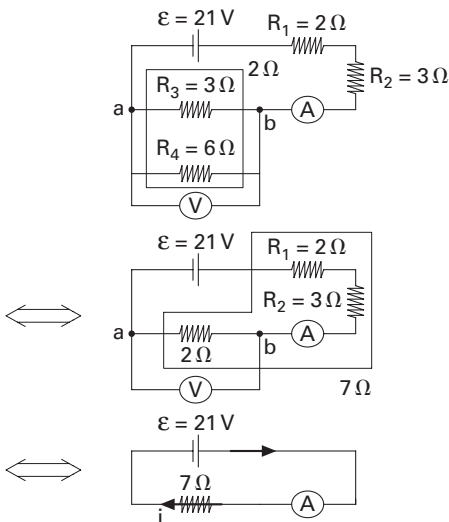 ε = 21 V
R₁ = 2 Ω
2 Ω
R₂ = 3 Ω
R₃ = 3 Ω
a
b
A
R₄ = 6 Ω
V
ε = 21 V
R₁ = 2 Ω
R₂ = 3 Ω
a
b
A
2 Ω
V
7 Ω
ε = 21 V
7 Ω
i
A